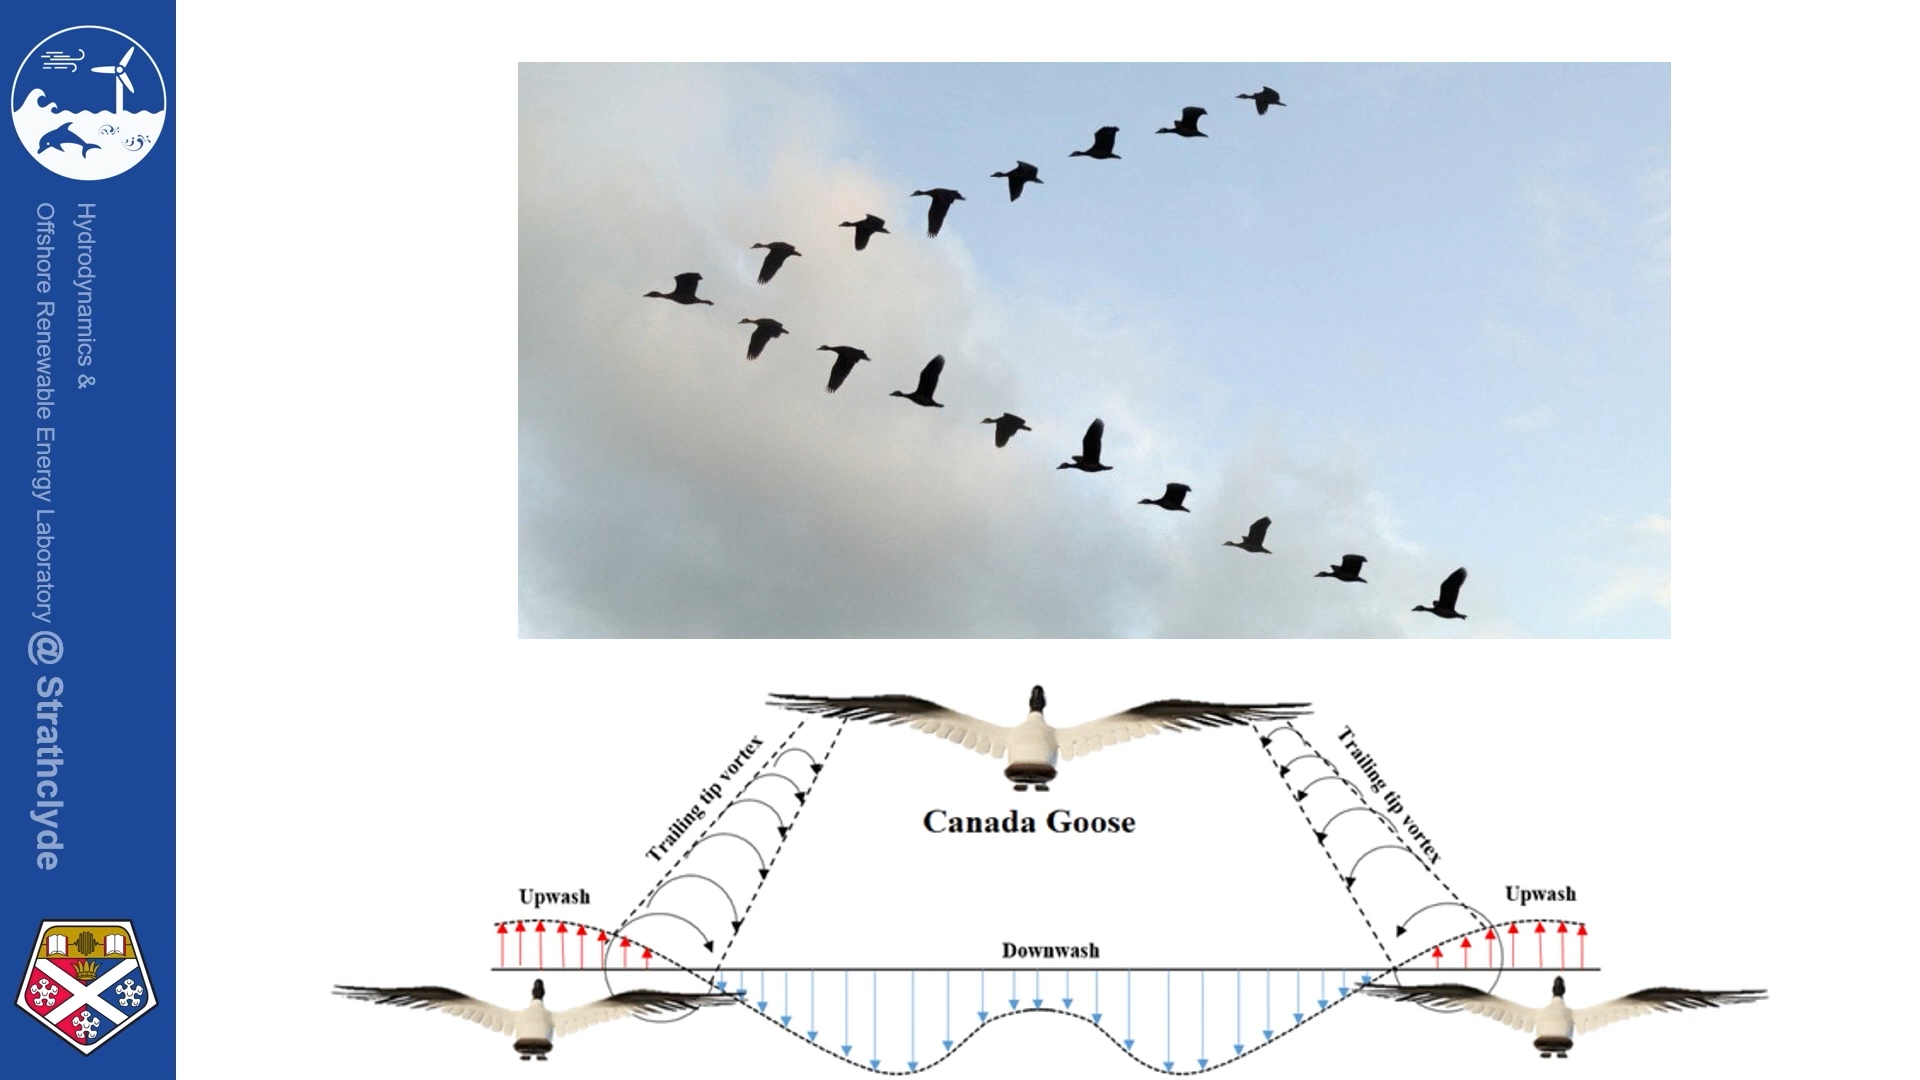 Hydrodynamics &
Offshore Renewable Energy Laboratory @ Strathclyde
Trailing tip vortex
Trailing tip vortex
Canada Goose
Upwash
Upwash
Downwash